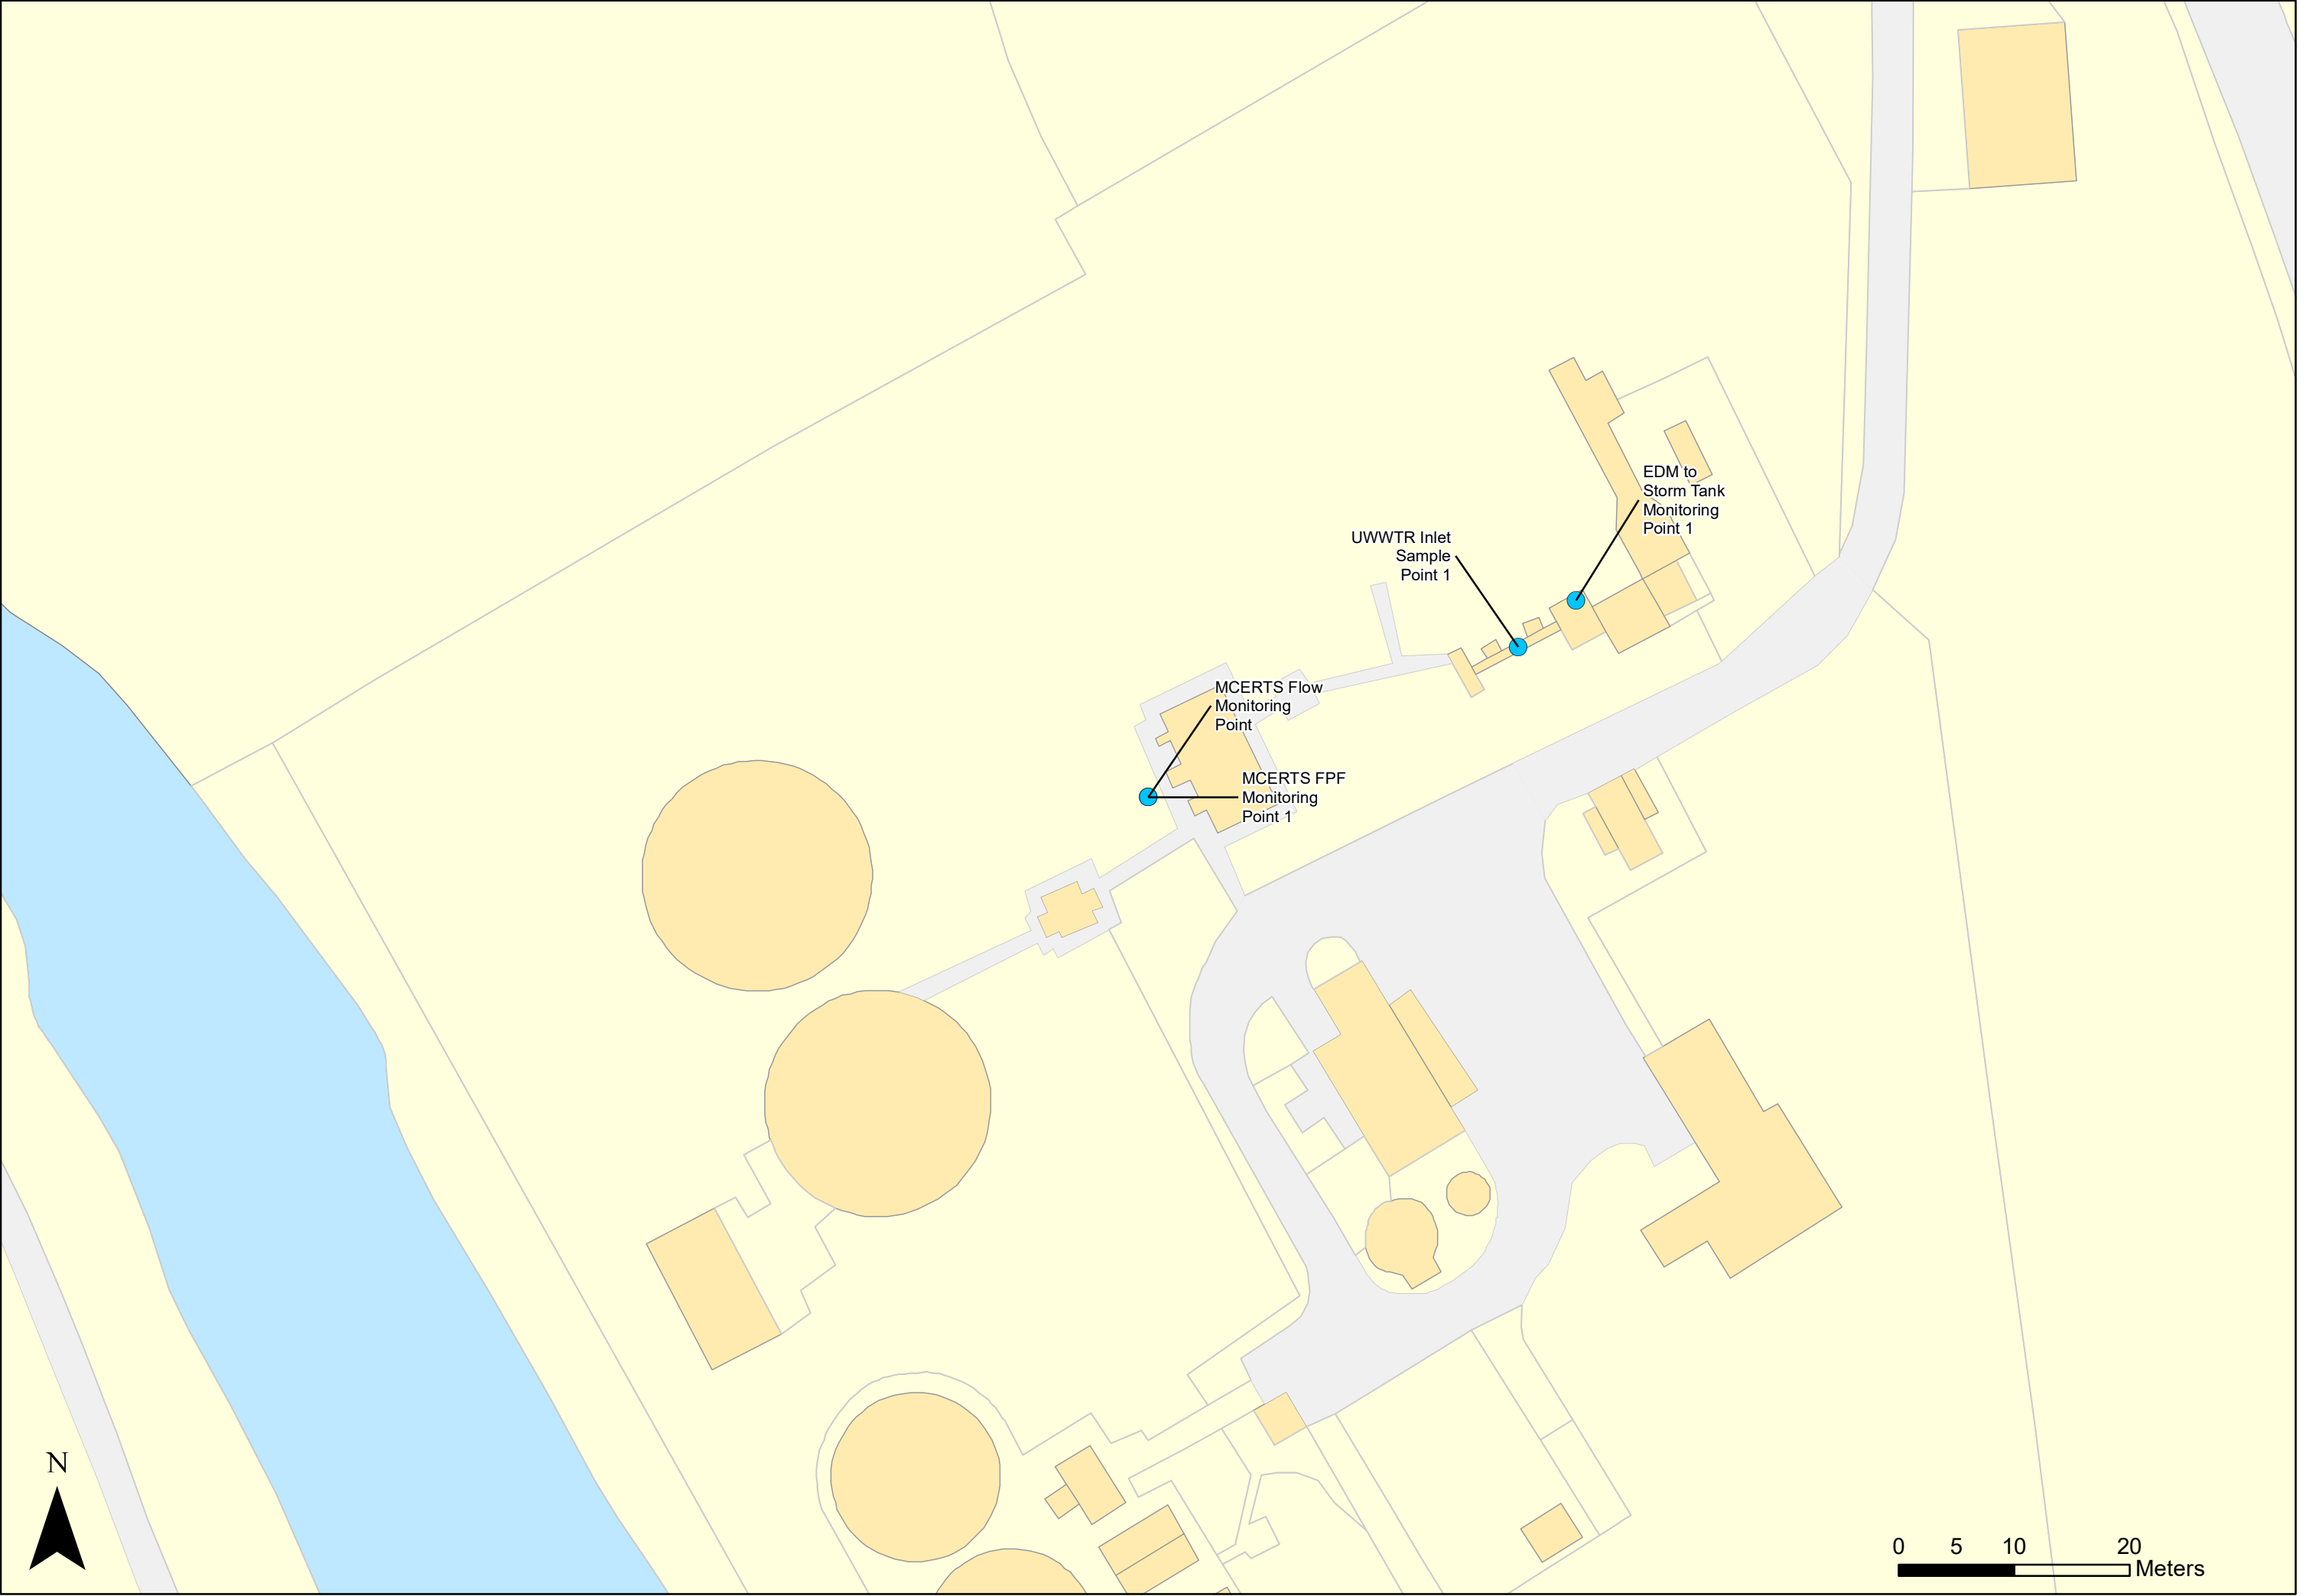 EDM to
Storm Tank
Monitoring
Point 1
UWWTR Inlet
Sample
Point 1
MCERTS Flow
Monitoring
Point
MCERTS FPF
Monitoring
Point 1
N
0 5 10 20
Meters